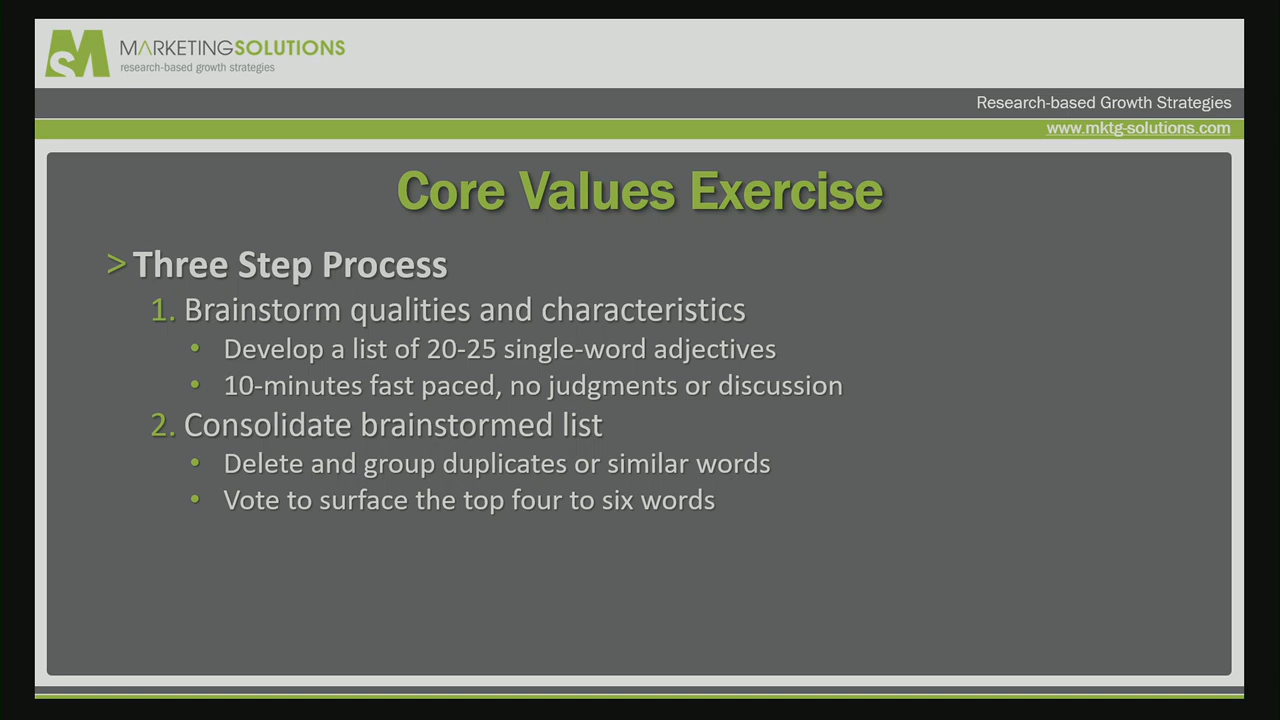 MARKETINGSOLUTIONS
research-based growth strategies
Research-based Growth Strategies
www.mktg-solutions.com
Core Values Exercise
> Three Step Process
1. Brainstorm qualities and characteristics
• Develop a list of 20-25 single-word adjectives
• 10-minutes fast paced, no judgments or discussion
2. Consolidate brainstormed list
• Delete and group duplicates or similar words
• Vote to surface the top four to six words